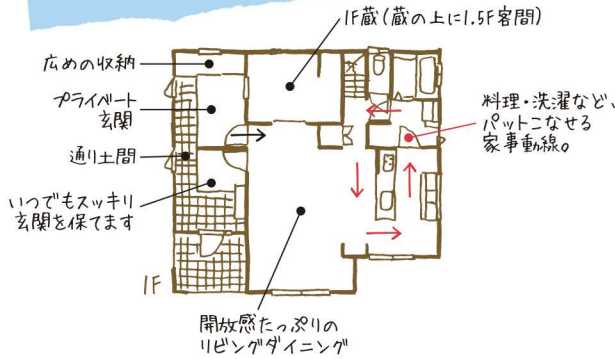 1F蔵(蔵の上に1.5F客間)
広めの収納
プライベート
玄関
通り土間
いつでもスッキリ
玄関を保てます
料理・洗濯など、
パットこなせる
家事動線。
1F
開放感たっぷりの
リビングダイニング